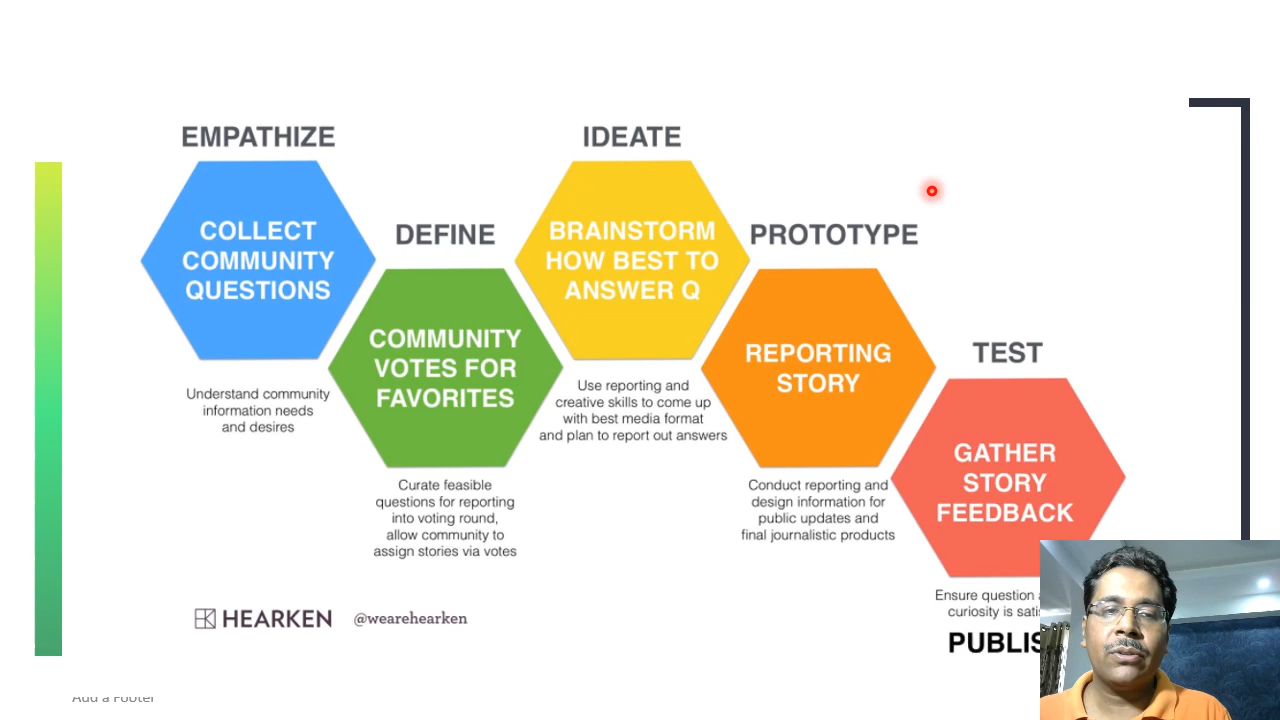 EMPATHIZE
COLLECT
COMMUNITY
QUESTIONS
Understand community
information needs
and desires
DEFINE
COMMUNITY
VOTES FOR
FAVORITES
Curate feasible
questions for reporting
into voting round,
allow community to
assign stories via votes
IDEATE
BRAINSTORM
HOW BEST TO
ANSWER Q
Use reporting and
creative skills to come up
with best media format
and plan to report out answers
PROTOTYPE
REPORTING
STORY
Conduct reporting and
design information for
public updates and
final journalistic products
TEST
GATHER
STORY
FEEDBACK
Ensure question
curiosity is
HEARKEN
@wearehearken
Add a Footer